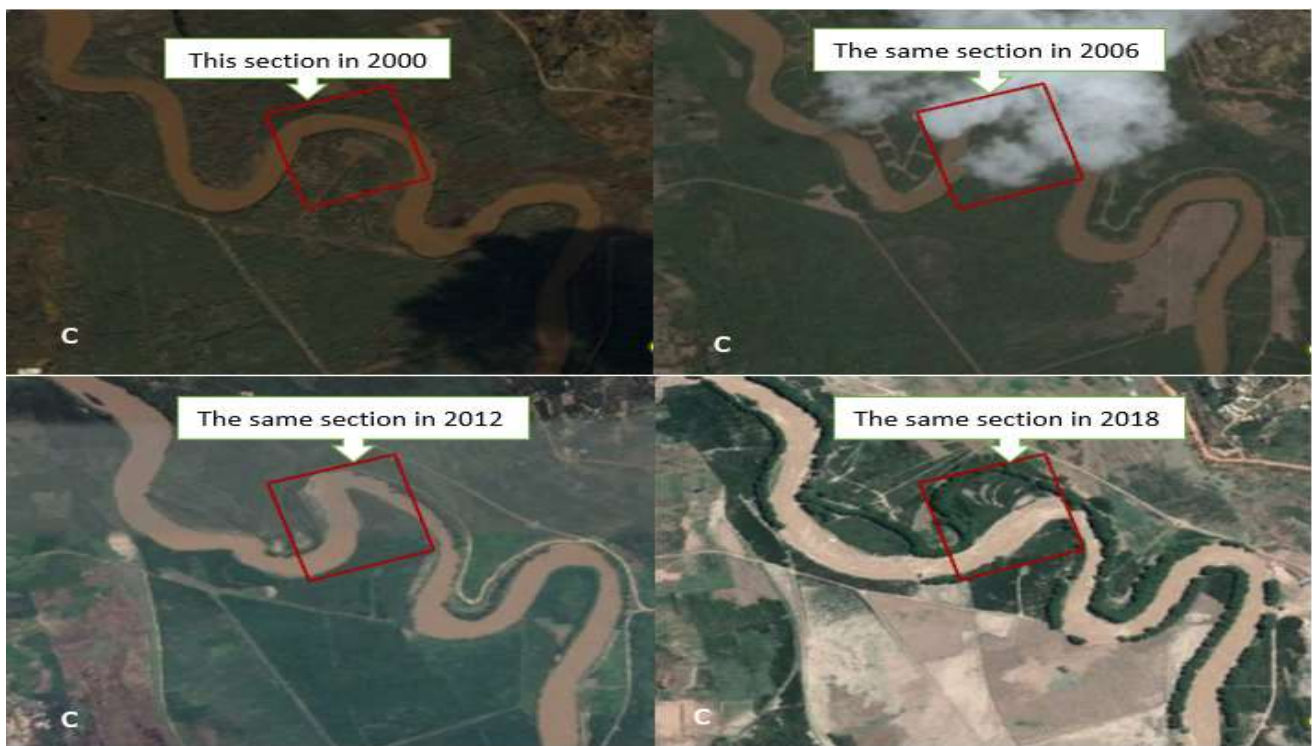 This section in 2000
The same section in 2006
C
C
The same section in 2012
The same section in 2018
C
C